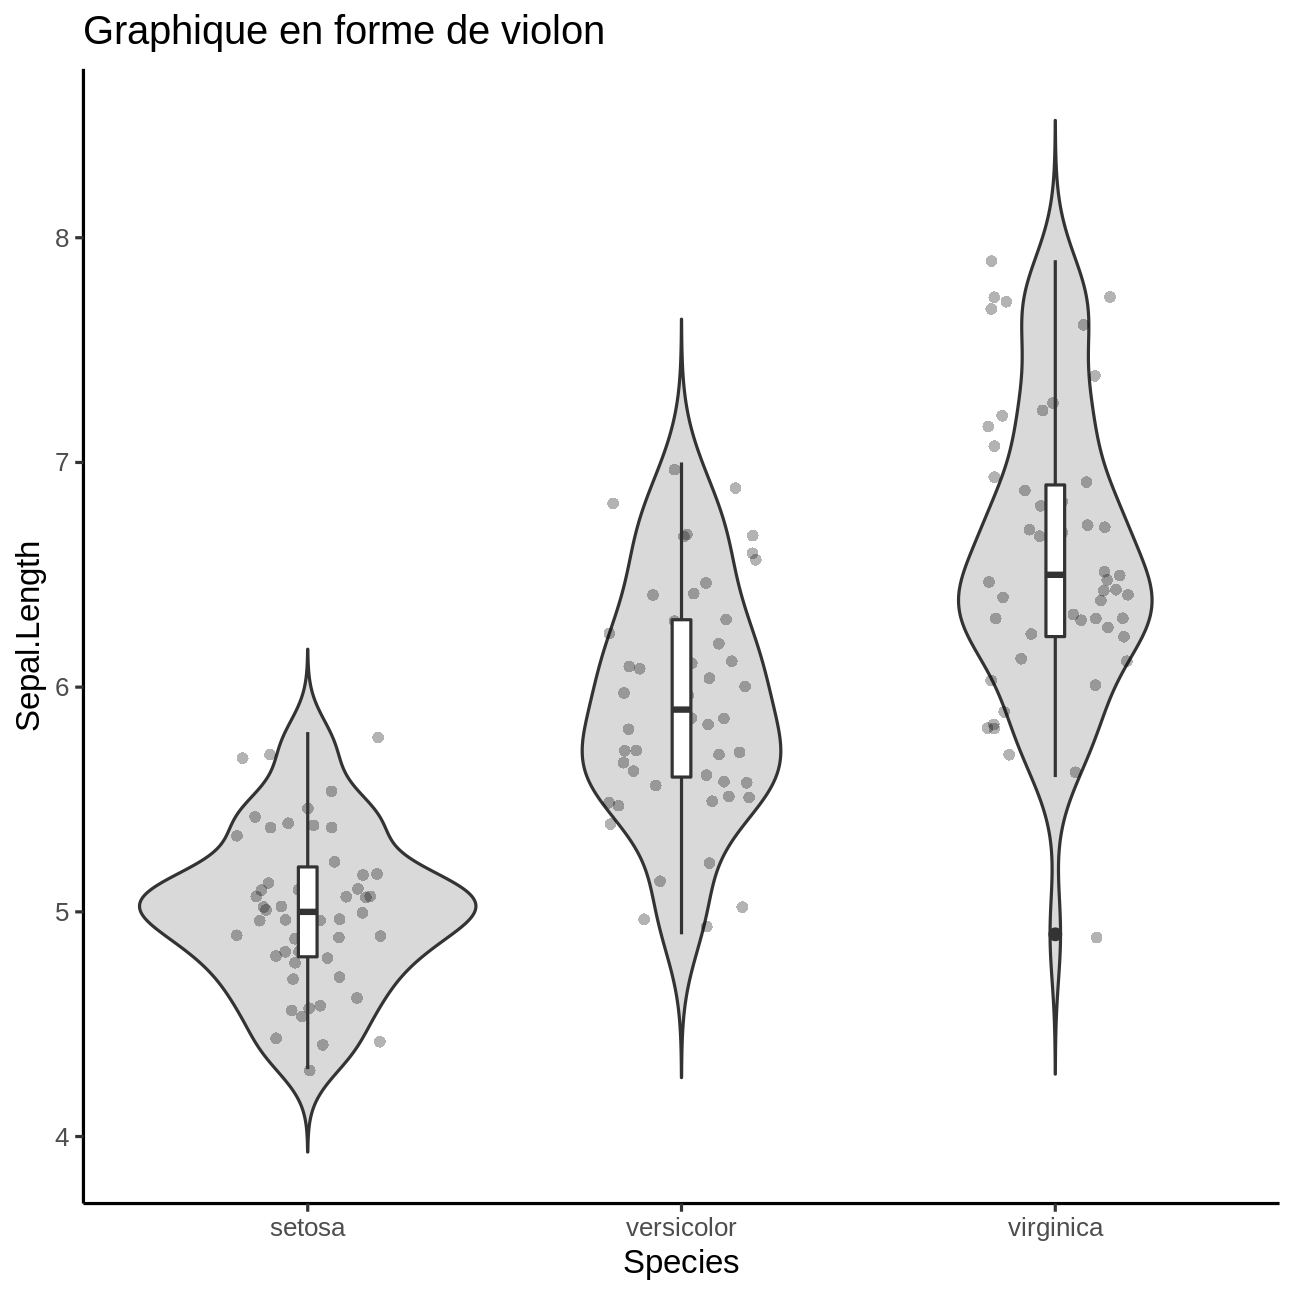 Graphique en forme de violon
Sepal.Length
8
7
6
5
4
setosa
versicolor
virginica
Species